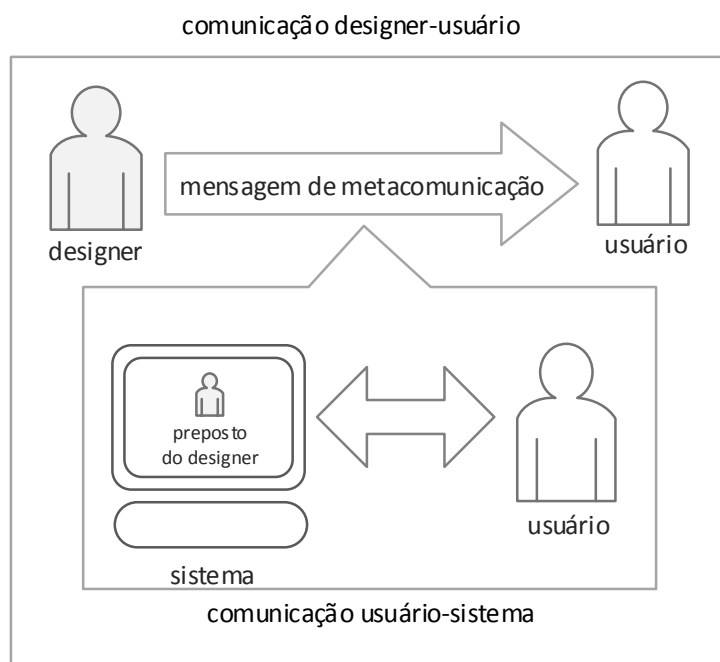 comunicação designer-usuário
mensagem de metacomunicação
designer
usuário
preposto
do designer
usuário
sistema
comunicação usuário-sistema